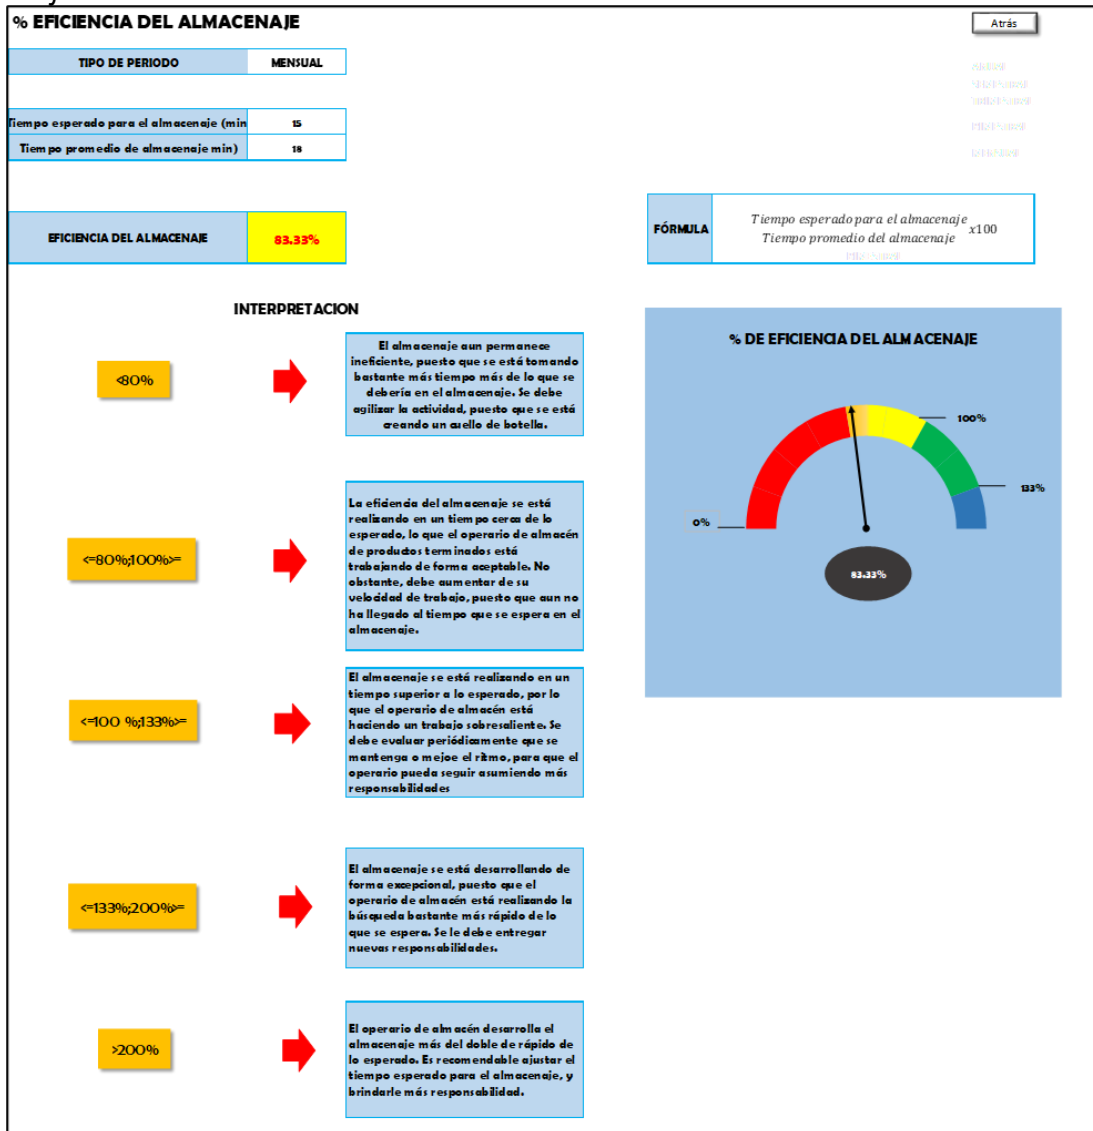 % EFICIENCIA DEL ALMACENAJE
Atrás
TIPO DE PERIODO MENSUAL
Tiempo esperado para el almacenaje (min 15
Tiempo promedio de almacenaje min) 18
EFICIENCIA DEL ALMACENAJE 83.33%
FÓRMULA
Tiempo esperado para el almacenaje
Tiempo promedio del almacenaje
x100
INTERPRETACION
<80%
El almacenaje aun permanece
ineficiente, puesto que se está tomando
bastante más tiempo más de lo que se
debería en el almacenaje. Se debe
agilizar la actividad, puesto que se está
creando un cuello de botella.
<=80%;100%>=
La eficiencia del almacenaje se está
realizando en un tiempo cerca de lo
esperado, lo que el operario de almacén
de productos terminados está
trabajando de forma aceptable. No
obstante, debe aumentar de su
velocidad de trabajo, puesto que aun no
ha llegado al tiempo que se espera en el
almacenaje.
<=100 %;133%>=
El almacenaje se está realizando en un
tiempo superior a lo esperado, por lo
que el operario de almacén está
haciendo un trabajo sobresaliente. Se
debe evaluar periódicamente que se
mantenga o mejoe el ritmo, para que el
operario pueda seguir asumiendo más
responsabilidades
<=133%;200%>=
El almacenaje se está desarrollando de
forma excepcional, puesto que el
operario de almacén está realizando la
búsqueda bastante más rápido de lo
que se espera. Se le debe entregar
nuevas responsabilidades.
>200%
El operario de almacén desarrolla el
almacenaje más del doble de rápido de
lo esperado. Es recomendable ajustar el
tiempo esperado para el almacenaje, y
brindarle más responsabilidad.
% DE EFICIENCIA DEL ALMACENAJE
100%
133%
0%
83.33%